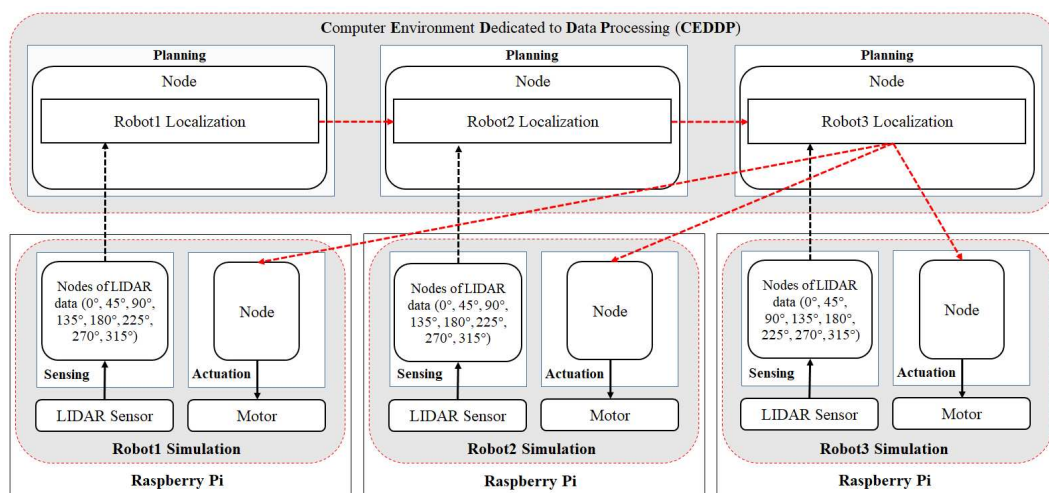 Computer Environment Dedicated to Data Processing (CEDDP)
Planning
Node
Robot1 Localization
Planning
Node
Robot2 Localization
Planning
Node
Robot3 Localization
Nodes of LIDAR
data (0°, 45°, 90°,
135°, 180°, 225°,
270°, 315°)
Sensing
LIDAR Sensor
Node
Actuation
Motor
Robot1 Simulation
Raspberry Pi
Nodes of LIDAR
data (0°, 45°, 90°,
135°, 180°, 225°,
270°, 315°)
Sensing
LIDAR Sensor
Node
Actuation
Motor
Robot2 Simulation
Raspberry Pi
Nodes of LIDAR
data (0°, 45°,
90°, 135°, 180°,
225°, 270°, 315°)
Sensing
LIDAR Sensor
Node
Actuation
Motor
Robot3 Simulation
Raspberry Pi